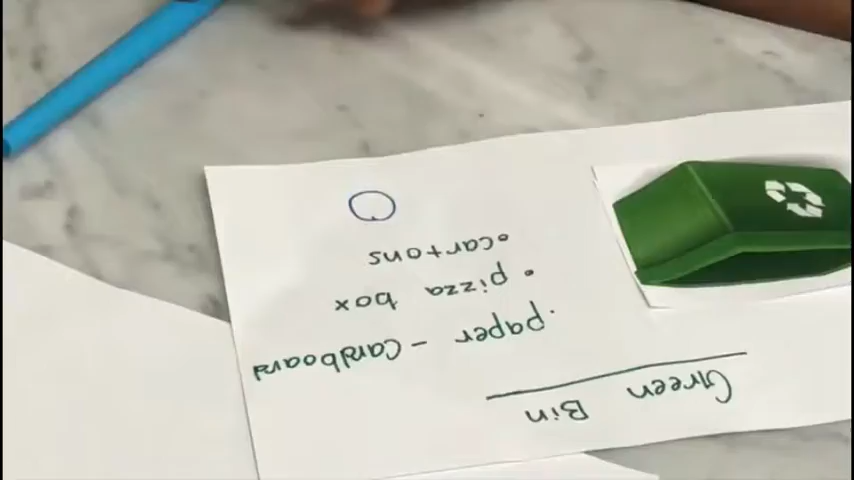 Green Bin
.paper - Cardboard
• pizza box
•cartons